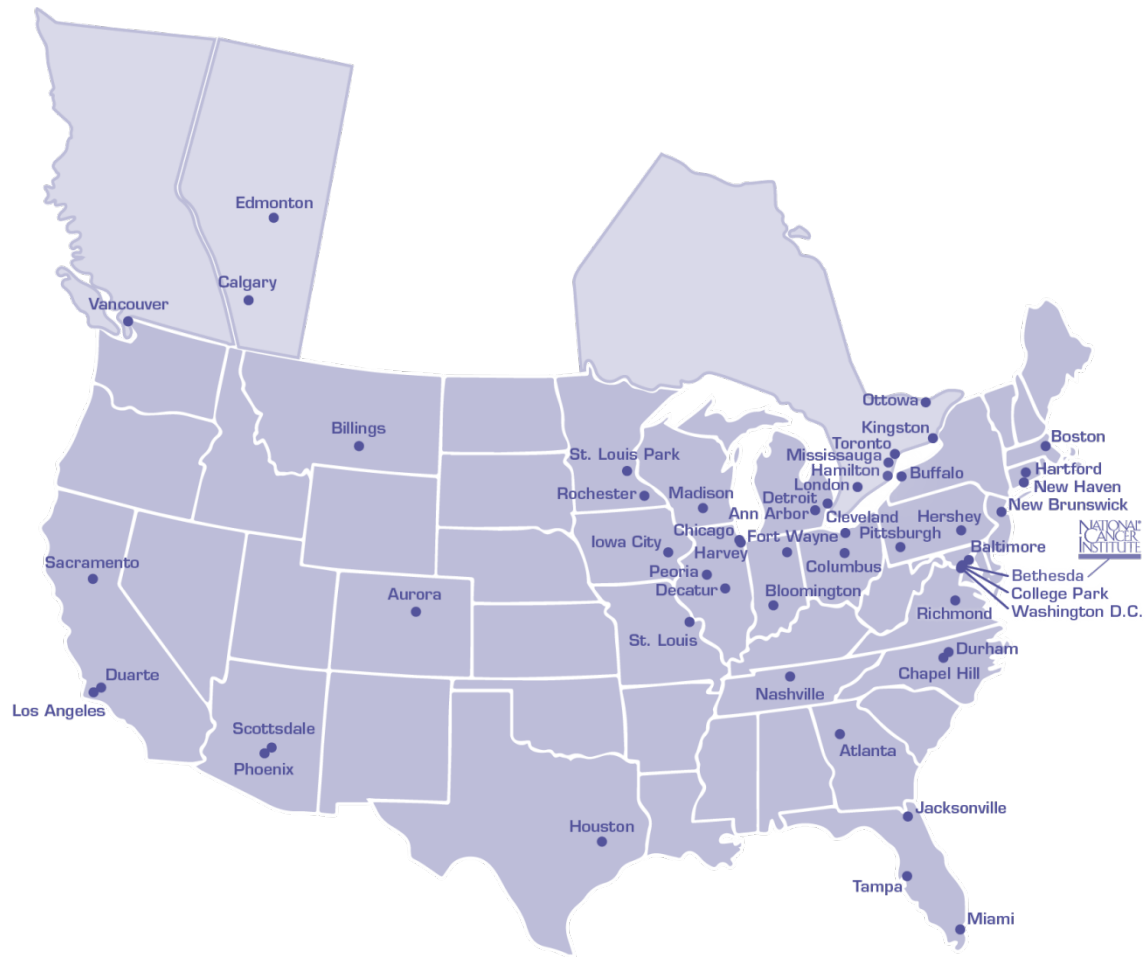 Edmonton
Calgary
Vancouver
Ottowa
Kingston
Toronto
Mississauga
Hamilton
London
Buffalo
Boston
Hartford
New Haven
New Brunswick
Billings
St. Louis Park
Rochester
Madison
Detroit
Ann Arbor
Cleveland
Hershey
Pittsburgh
NATIONAL
CANCER
INSTITUTE
Chicago
Harvey
Fort Wayne
Iowa City
Columbus
Baltimore
Bethesda
College Park
Washington D.C.
Sacramento
Peoria
Decatur
Bloomington
Aurora
Richmond
St. Louis
Durham
Chapel Hill
Duarte
Los Angeles
Nashville
Scottsdale
Phoenix
Atlanta
Jacksonville
Houston
Tampa
Miami